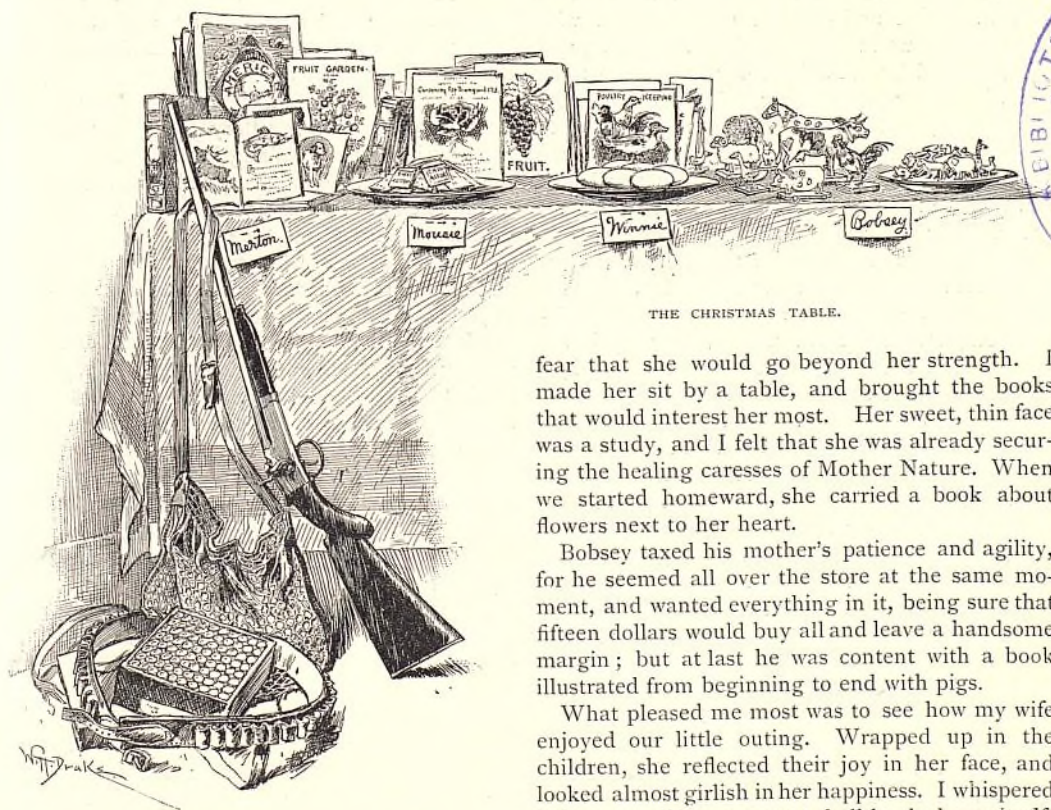 AMERICA
FRUIT GARDEN.
Gardening For Young and Old.
FRUIT.
POULTRY KEEPING
Merton.
Mousie
Winnie
Bobsey
THE CHRISTMAS TABLE.
fear that she would go beyond her strength. I
made her sit by a table, and brought the books
that would interest her most. Her sweet, thin face
was a study, and I felt that she was already secur-
ing the healing caresses of Mother Nature. When
we started homeward, she carried a book about
flowers next to her heart.
Bobsey taxed his mother's patience and agility,
for he seemed all over the store at the same mo-
ment, and wanted everything in it, being sure that
fifteen dollars would buy all and leave a handsome
margin ; but at last he was content with a book
illustrated from beginning to end with pigs.
What pleased me most was to see how my wife
enjoyed our little outing. Wrapped up in the
children, she reflected their joy in her face, and
looked almost girlish in her happiness. I whispered
W.H. Drake